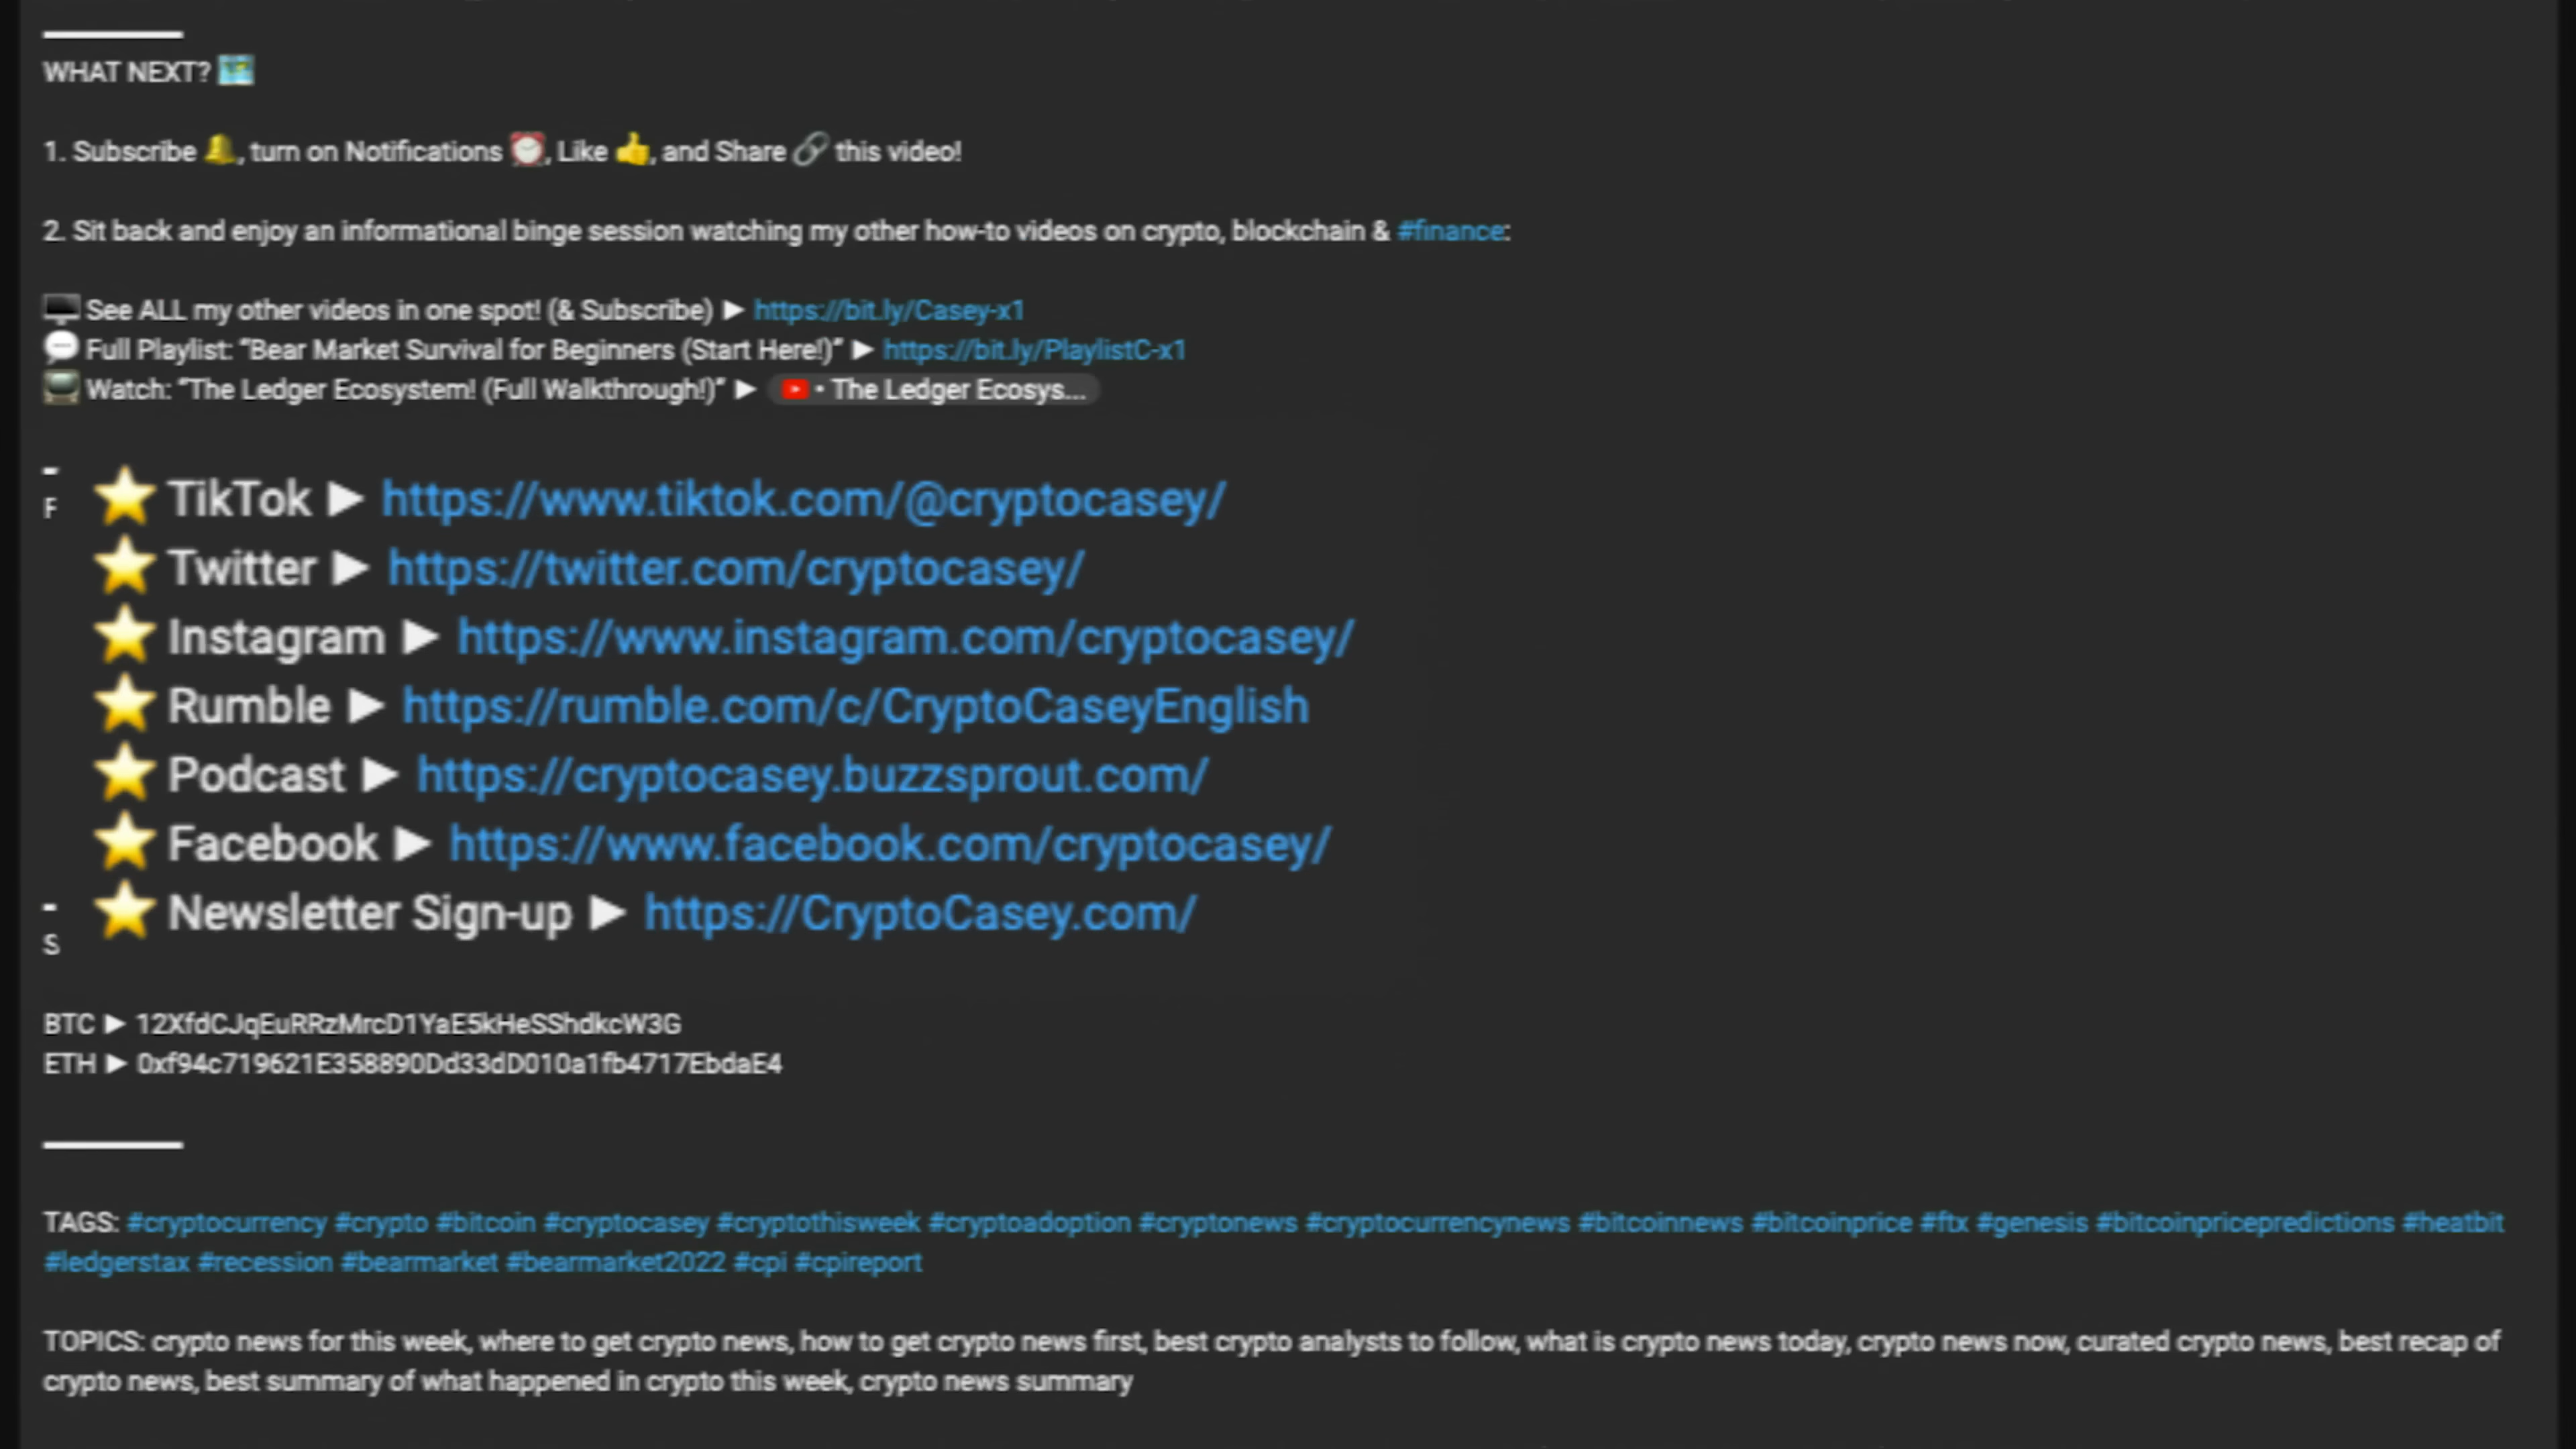 WHAT NEXT? 🗺️
1. Subscribe 🔔, turn on Notifications ⏰, Like 👍, and Share 🔗 this video!
2. Sit back and enjoy an informational binge session watching my other how-to videos on crypto, blockchain & #finance:
🖥️ See ALL my other videos in one spot! (& Subscribe) ► https://bit.ly/Casey-x1
💬 Full Playlist: “Bear Market Survival for Beginners (Start Here!)” ► https://bit.ly/PlaylistC-x1
📺 Watch: “The Ledger Ecosystem! (Full Walkthrough!)” ► • The Ledger Ecosys...
F
⭐ TikTok ► https://www.tiktok.com/@cryptocasey/
⭐ Twitter ► https://twitter.com/cryptocasey/
⭐ Instagram ► https://www.instagram.com/cryptocasey/
⭐ Rumble ► https://rumble.com/c/CryptoCaseyEnglish
⭐ Podcast ► https://cryptocasey.buzzsprout.com/
⭐ Facebook ► https://www.facebook.com/cryptocasey/
⭐ Newsletter Sign-up ► https://CryptoCasey.com/
S
BTC ► 12XfdCJqEuRRzMrcD1YaE5kHeSShdkcW3G
ETH ► 0xf94c719621E358890Dd33dD010a1fb4717EbdaE4
TAGS: #cryptocurrency #crypto #bitcoin #cryptocasey #cryptothisweek #cryptoadoption #cryptonews #cryptocurrencynews #bitcoinnews #bitcoinprice #ftx #genesis #bitcoinpricepredictions #heatbit
#ledgerstax #recession #bearmarket #bearmarket2022 #cpi #cpireport
TOPICS: crypto news for this week, where to get crypto news, how to get crypto news first, best crypto analysts to follow, what is crypto news today, crypto news now, curated crypto news, best recap of
crypto news, best summary of what happened in crypto this week, crypto news summary